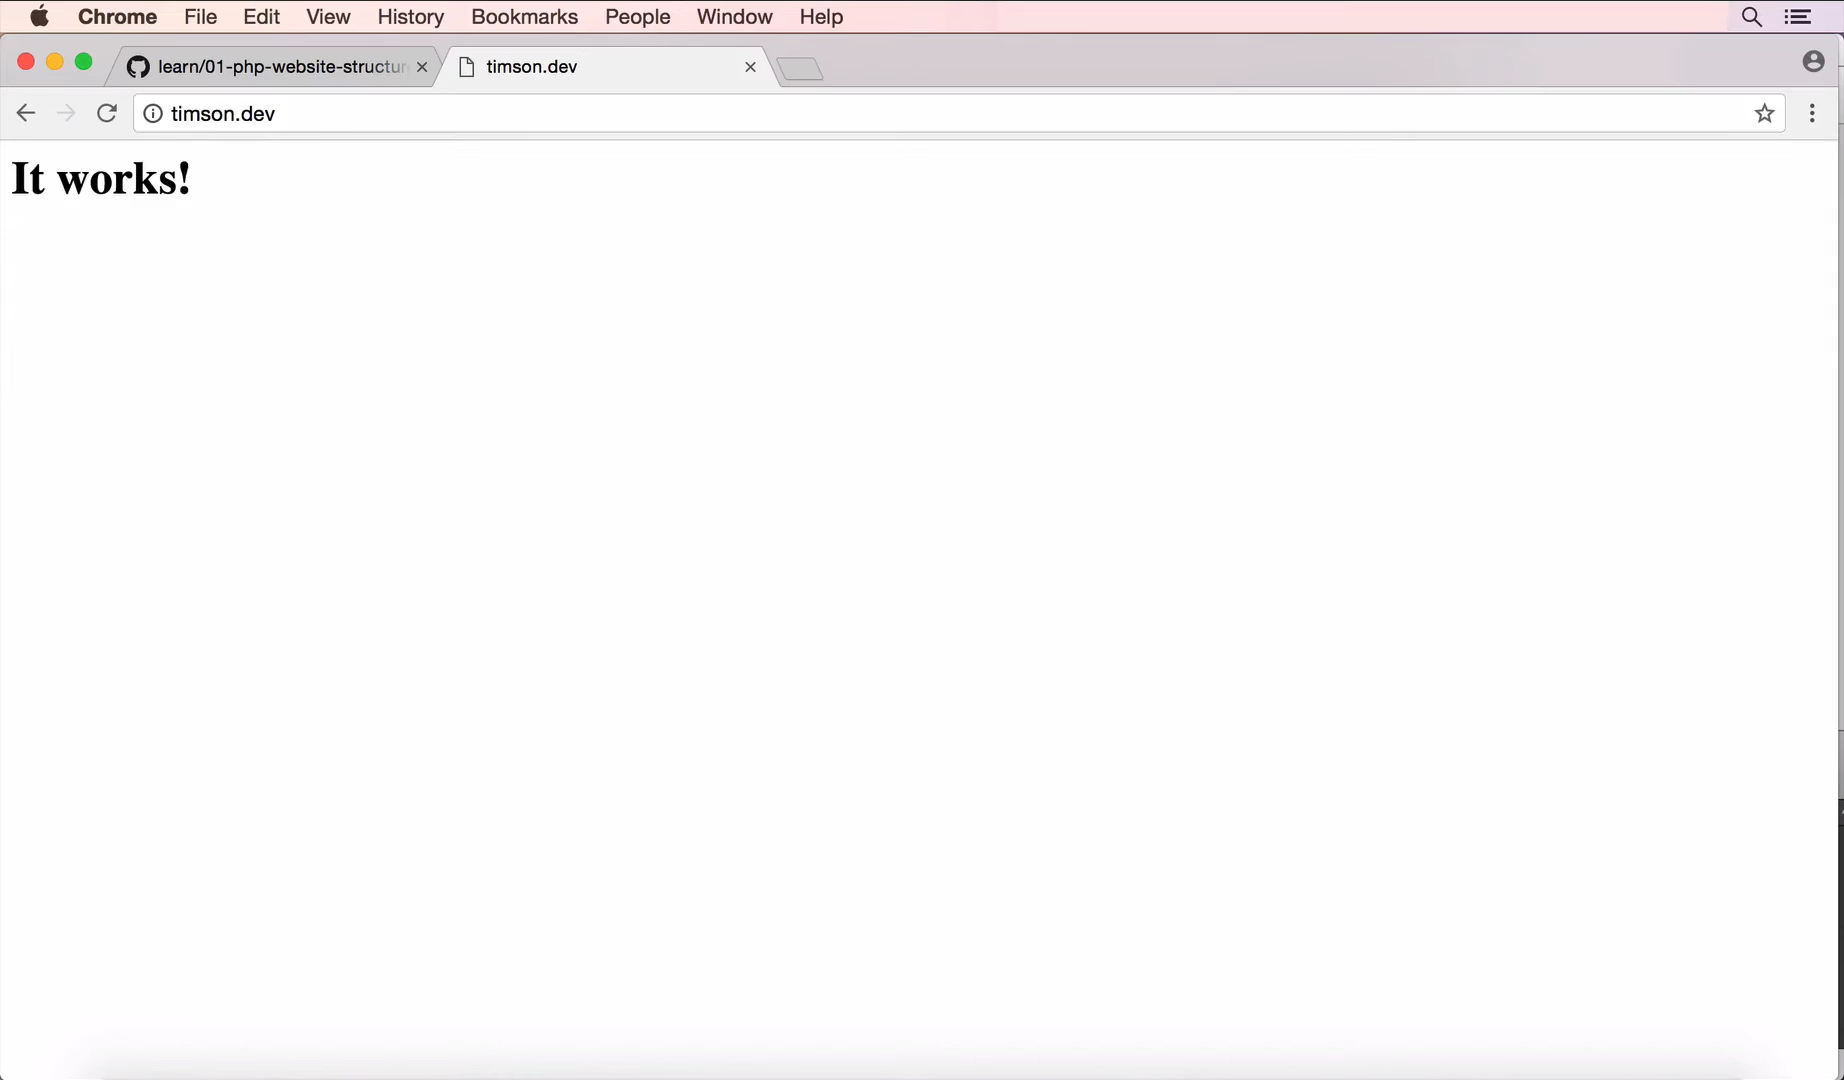 Chrome File Edit View History Bookmarks People Window Help
learn/01-php-website-structur timson.dev
timson.dev
It works!